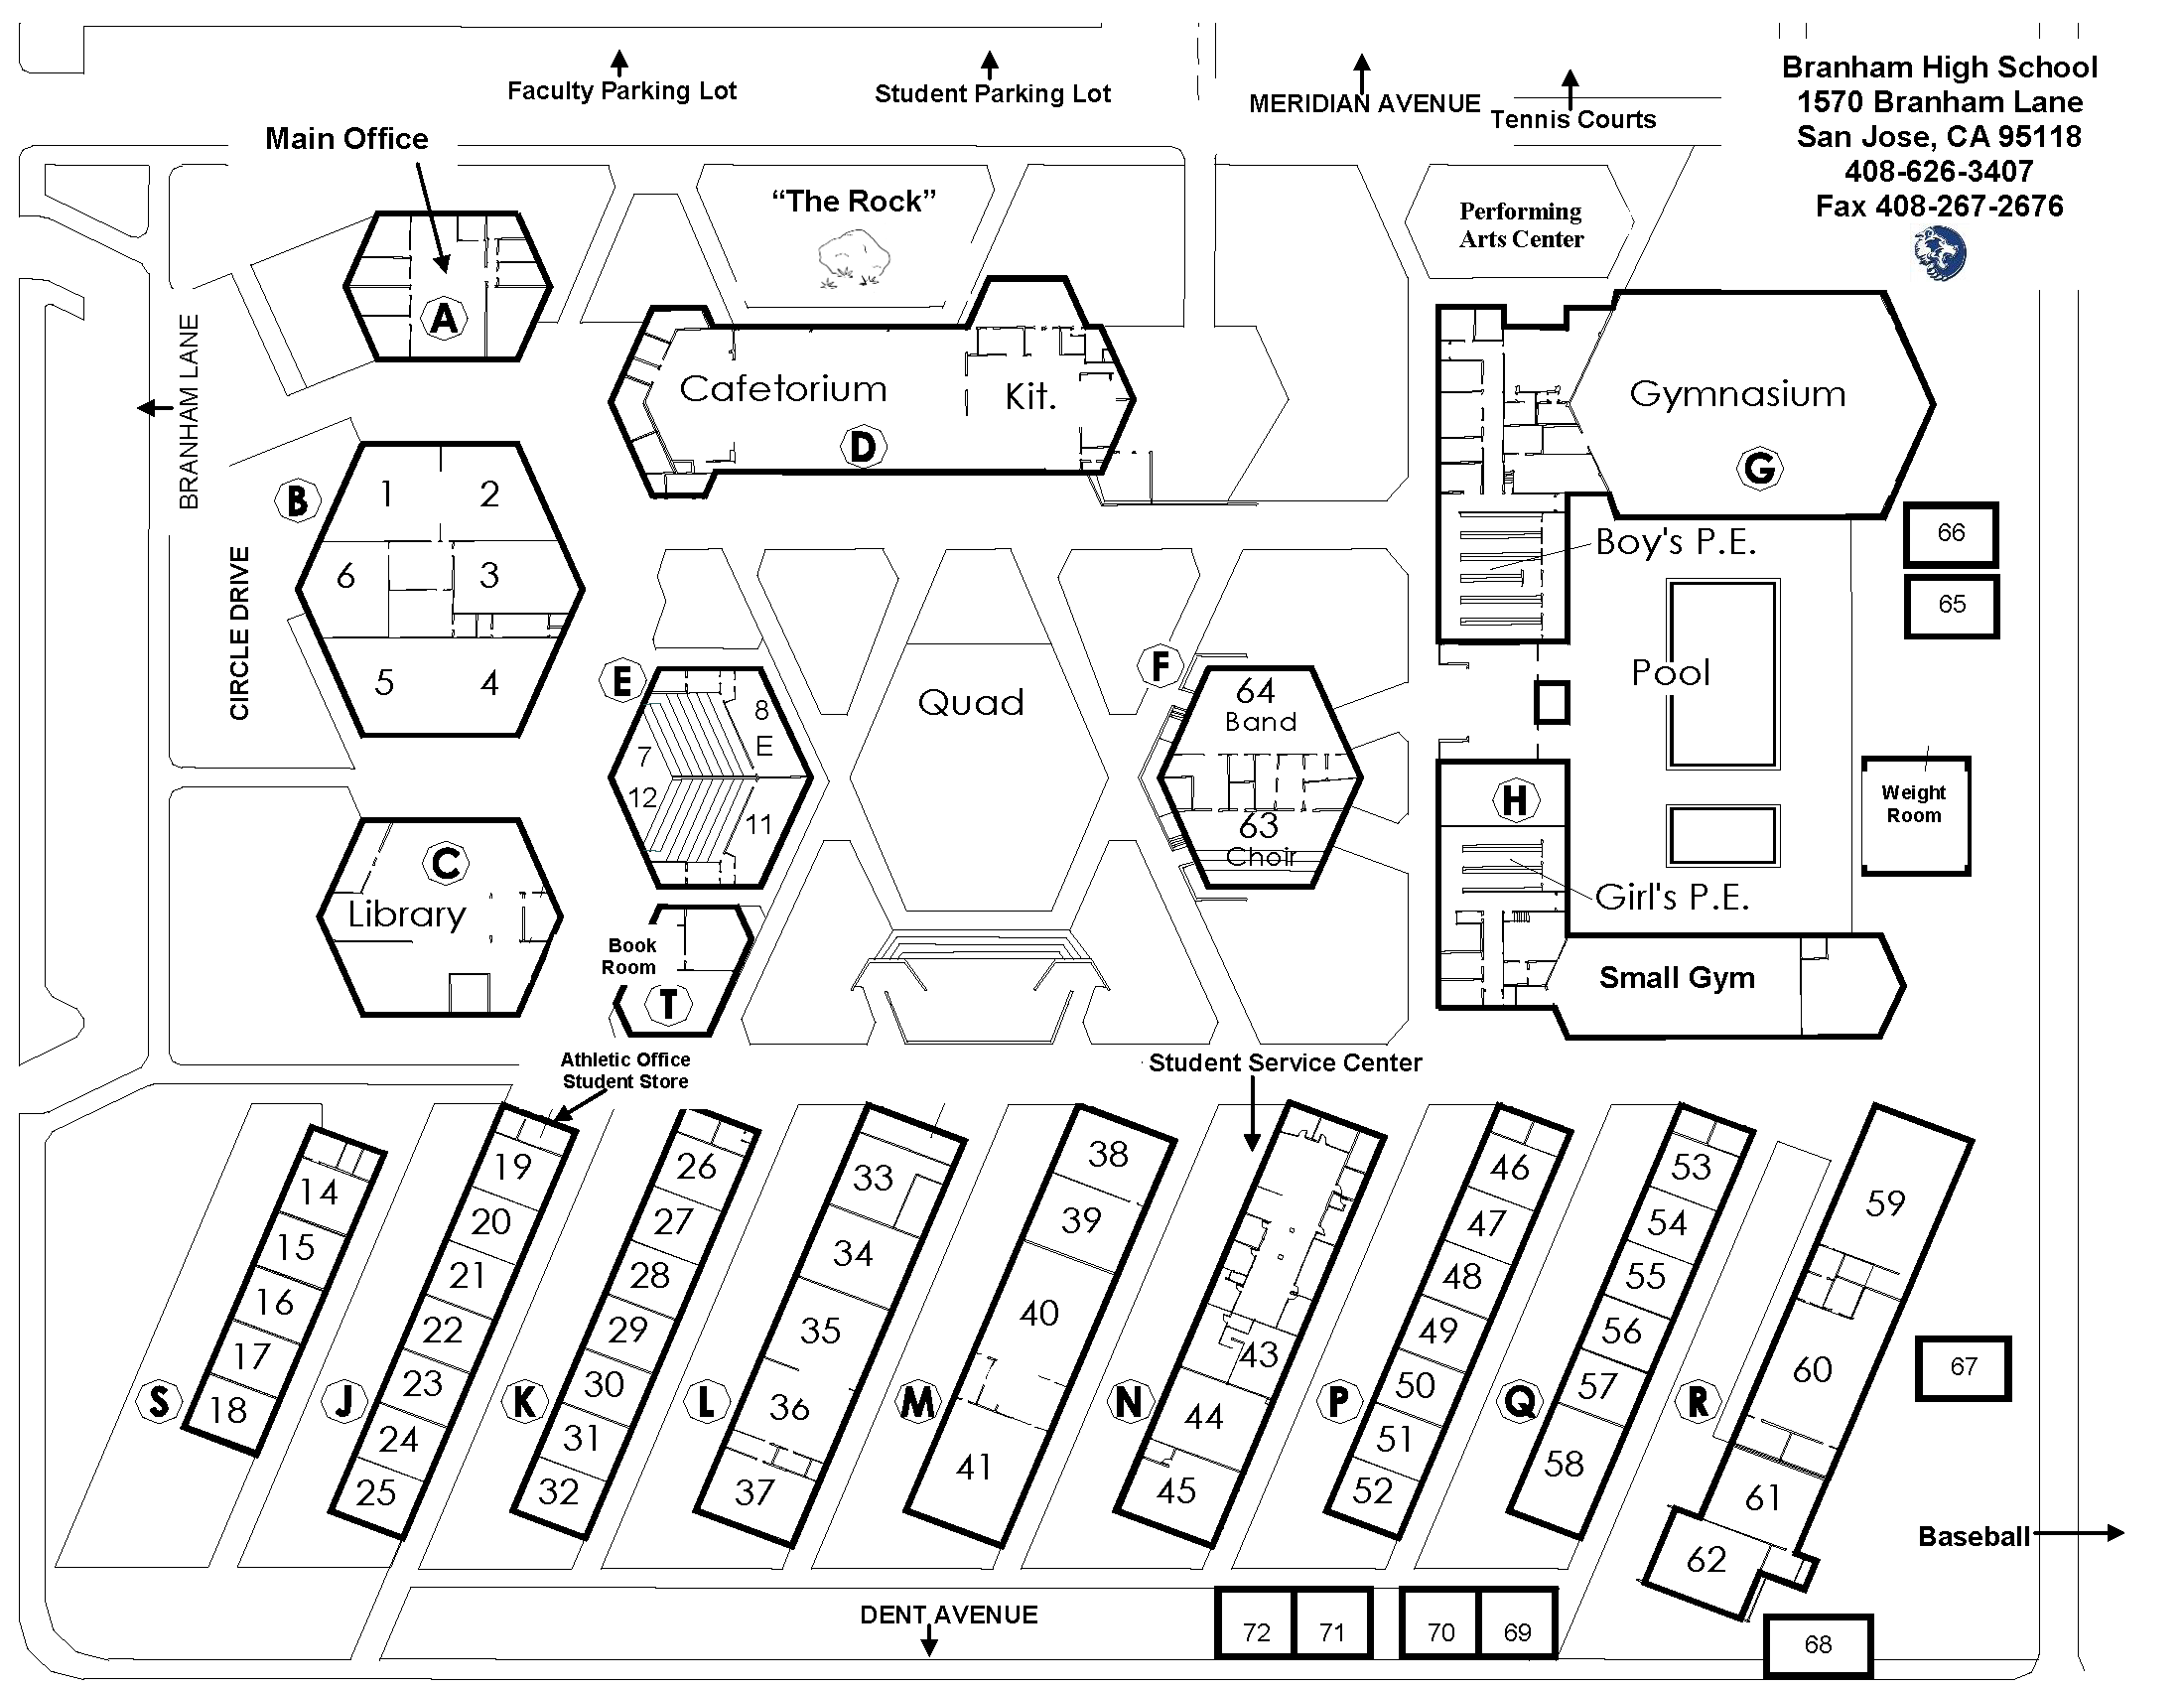 Faculty Parking Lot
Student Parking Lot
MERIDIAN AVENUE
Tennis Courts
Branham High School
1570 Branham Lane
San Jose, CA 95118
408-626-3407
Fax 408-267-2676
Main Office
"The Rock"
Performing
Arts Center
A
BRANHAM LANE
CIRCLE DRIVE
Cafetorium
Kit.
D
Gymnasium
G
B
1
2
6
3
5
4
Boy's P.E.
66
65
E
8
E
7
12
11
Quad
F
64
Band
63
Choir
Pool
H
Weight
Room
Girl's P.E.
C
Library
Book
Room
T
Small Gym
Athletic Office
Student Store
Student Service Center
14
15
16
17
18
S
19
20
21
22
23
24
25
J
26
27
28
29
30
31
32
K
33
34
35
36
37
L
38
39
40
41
M
43
44
45
N
46
47
48
49
50
51
52
P
53
54
55
56
57
58
Q
59
60
61
62
R
67
Baseball
DENT AVENUE
72
71
70
69
68